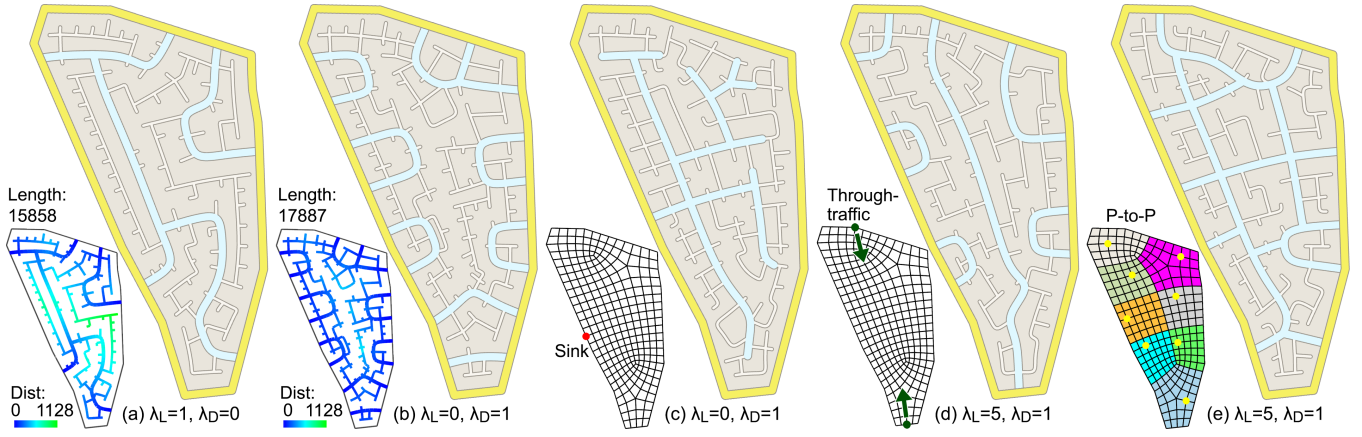 Length:
15858
Dist:
0 1128
(a) λL=1, λD=0
Length:
17887
Dist:
0 1128
(b) λL=0, λD=1
Sink
(c) λL=0, λD=1
Through-
traffic
(d) λL=5, λD=1
P-to-P
(e) λL=5, λD=1